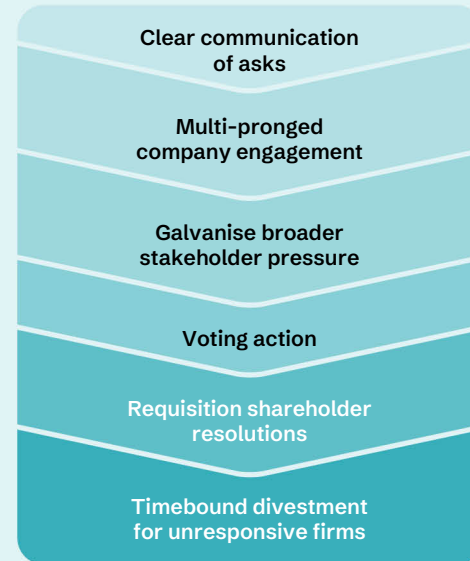 Clear communication
of asks
Multi-pronged
company engagement
Galvanise broader
stakeholder pressure
Voting action
Requisition shareholder
resolutions
Timebound divestment
for unresponsive firms